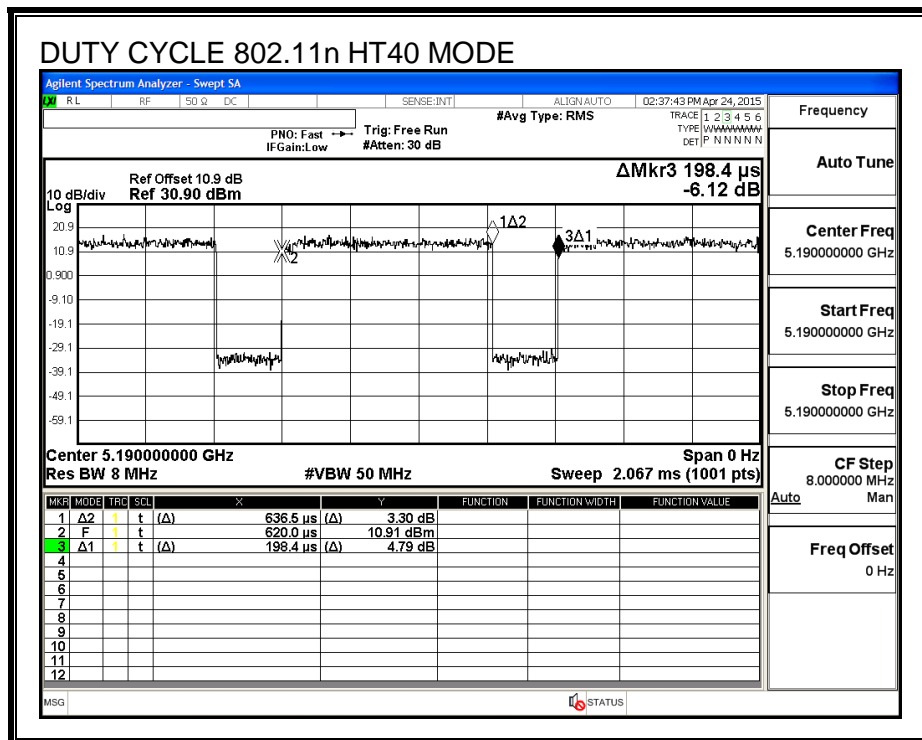 DUTY CYCLE 802.11n HT40 MODE
Agilent Spectrum Analyzer - Swept SA
LXI RL RF 50 Ω DC SENSE:INT ALIGN AUTO 02:37:43 PM Apr 24, 2015
#Avg Type: RMS
TRACE 1 2 3 4 5 6
TYPE WWWWWW
DET P N N N N N
PNO: Fast Trig: Free Run
IFGain:Low #Atten: 30 dB
Frequency
Auto Tune
Center Freq
5.190000000 GHz
Start Freq
5.190000000 GHz
Stop Freq
5.190000000 GHz
CF Step
8.000000 MHz
Auto Man
Freq Offset
0 Hz
ΔMkr3 198.4 µs
-6.12 dB
Ref Offset 10.9 dB
10 dB/div Ref 30.90 dBm
Log
20.9
10.9
0.900
-9.10
-19.1
-29.1
-39.1
-49.1
-59.1
1Δ2
3Δ1
2
Center 5.190000000 GHz Span 0 Hz
Res BW 8 MHz #VBW 50 MHz Sweep 2.067 ms (1001 pts)
MKR MODE TRC SCL X Y FUNCTION FUNCTION WIDTH FUNCTION VALUE
1 Δ2 1 t (Δ) 636.5 µs (Δ) 3.30 dB
2 F 1 t 620.0 µs 10.91 dBm
3 Δ1 1 t (Δ) 198.4 µs (Δ) 4.79 dB
4
5
6
7
8
9
10
11
12
MSG STATUS